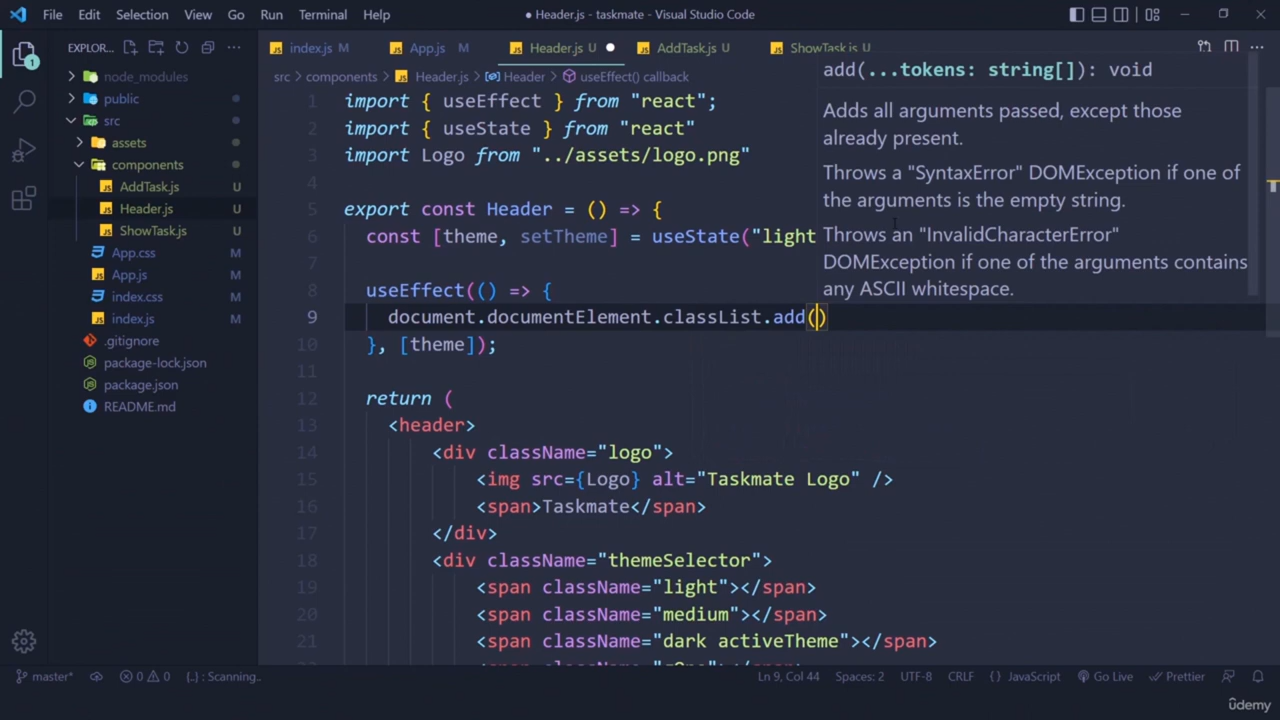 File Edit Selection View Go Run Terminal Help
● Header.js - taskmate - Visual Studio Code
EXPLOR...
index.js M
App.js M
Header.js U
AddTask.js U
ShowTask.js U
src > components > Header.js > Header > useEffect() callback
node_modules
public
src
assets
components
AddTask.js U
Header.js U
ShowTask.js U
App.css
App.js
index.css
index.js
.gitignore
package-lock.json
package.json
README.md
1 import { useEffect } from "react";
2 import { useState } from "react"
3 import Logo from "../assets/logo.png"
4
5 export const Header = () => {
6 const [theme, setTheme] = useState("light
7
8 useEffect(() => {
9 document.documentElement.classList.add()
10 }, [theme]);
11
12 return (
13 <header>
14 <div className="logo">
15 <img src={Logo} alt="Taskmate Logo" />
16 <span>Taskmate</span>
17 </div>
18 <div className="themeSelector">
19 <span className="light"></span>
20 <span className="medium"></span>
21 <span className="dark activeTheme"></span>
add(...tokens: string[]): void
Adds all arguments passed, except those
already present.
Throws a "SyntaxError" DOMException if one of
the arguments is the empty string.
Throws an "InvalidCharacterError"
DOMException if one of the arguments contains
any ASCII whitespace.
1
master*
0 0
{..} : Scanning..
Ln 9, Col 44
Spaces: 2
UTF-8
CRLF
{ } JavaScript
Go Live
Prettier
ûdemy